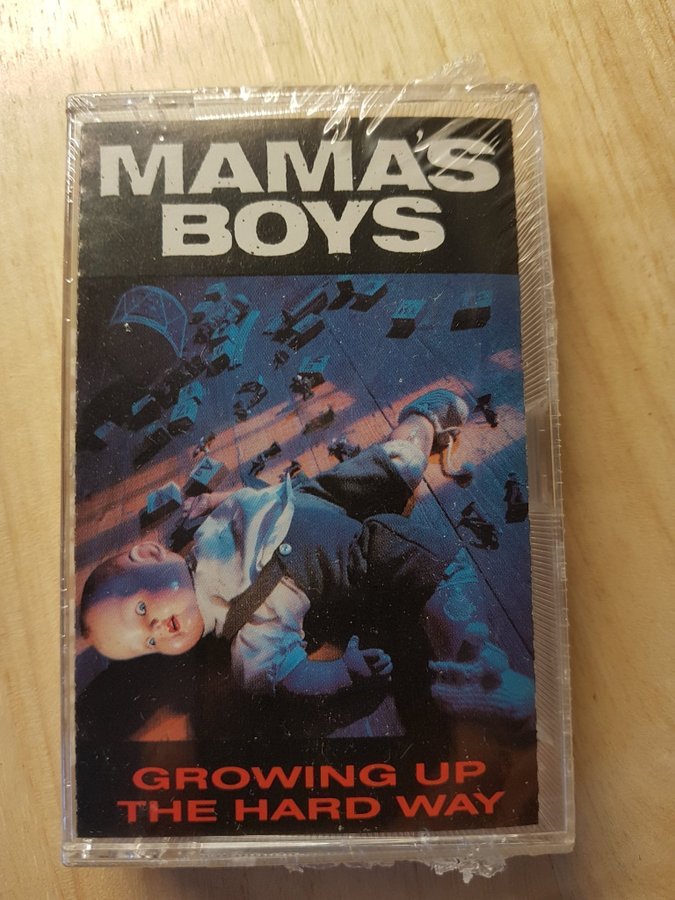 MAMA'S
BOYS
GROWING UP
THE HARD WAY